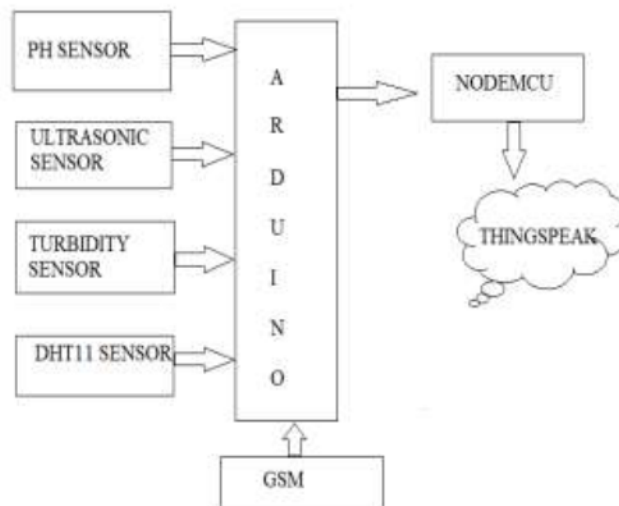 PH SENSOR
ULTRASONIC
SENSOR
TURBIDITY
SENSOR
DHT11 SENSOR
A
R
D
U
I
N
O
GSM
NODEMCU
THINGSPEAK